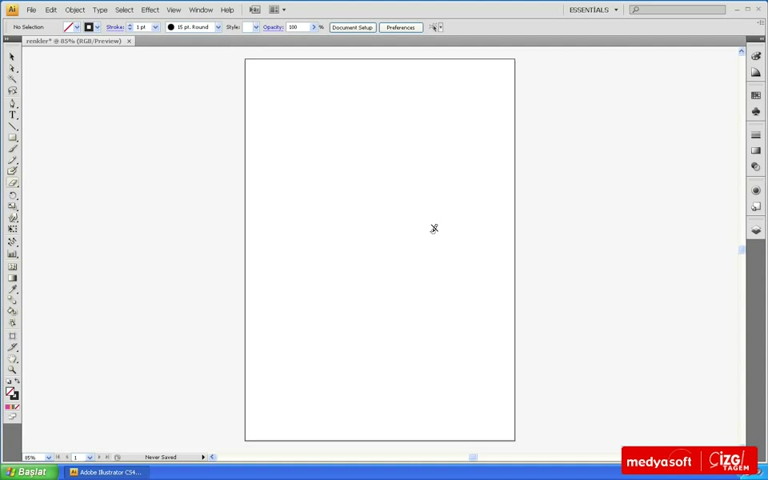 Ai File Edit Object Type Select Effect View Window Help ESSENTIALS
No Selection Stroke: 1 pt 15 pt. Round Style: Opacity: 100 % Document Setup Preferences
renkler* @ 85% (RGB/Preview)
85% 1 Never Saved
Başlat Adobe Illustrator CS4...
medyasoft ÇİZGİ TAGEM